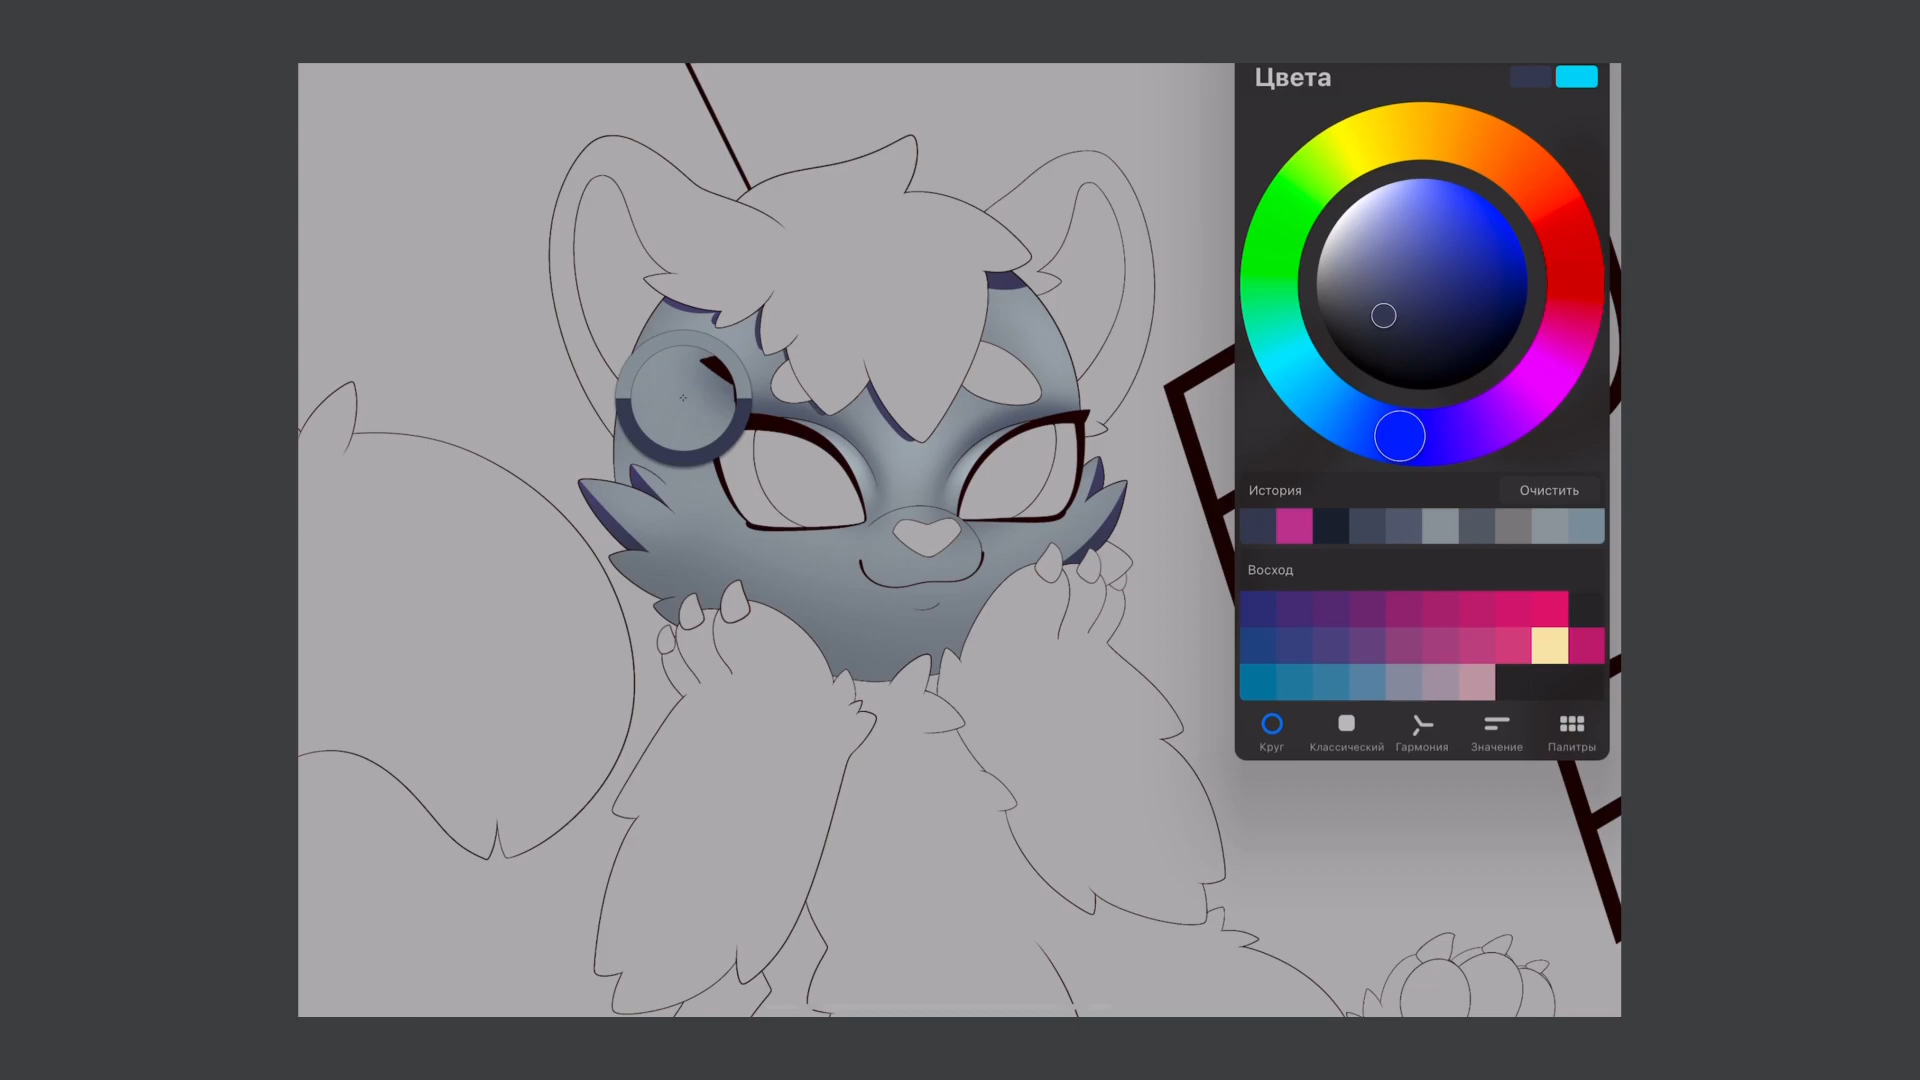 Цвета
История
Очистить
Восход
Круг
Классический
Гармония
Значение
Палитры